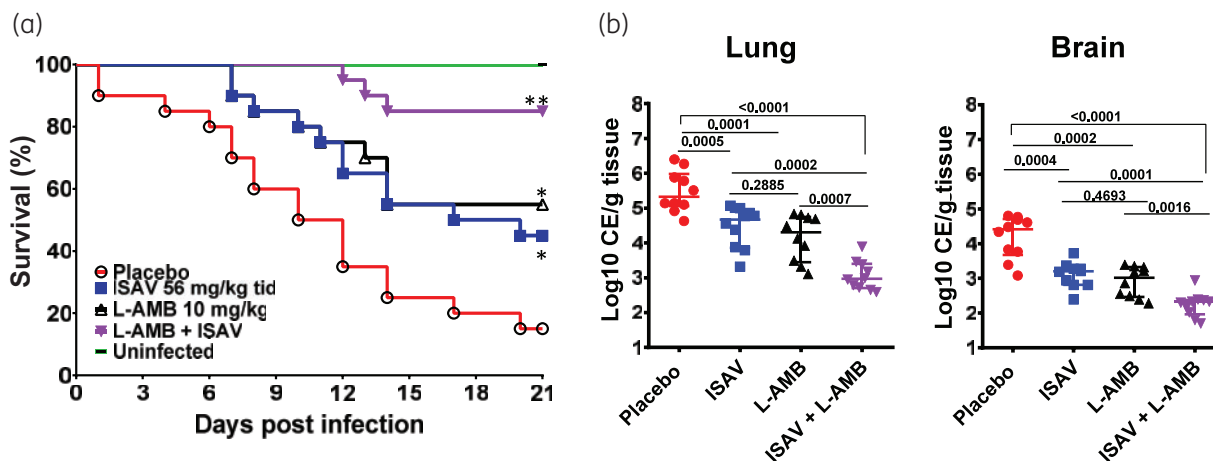 (a)
Survival (%)
100
80
60
40
20
0
0 3 6 9 12 15 18 21
Days post infection
**
*
*
Placebo
ISAV 56 mg/kg tid
L-AMB 10 mg/kg
L-AMB + ISAV
Uninfected
(b)
Lung
Log10 CE/g tissue
8
7
6
5
4
3
2
1
<0.0001
0.0001
0.0005
0.0002
0.2885
0.0007
Placebo
ISAV
L-AMB
ISAV + L-AMB
Brain
Log10 CE/g tissue
8
7
6
5
4
3
2
1
<0.0001
0.0002
0.0004
0.0001
0.4693
0.0016
Placebo
ISAV
L-AMB
ISAV + L-AMB